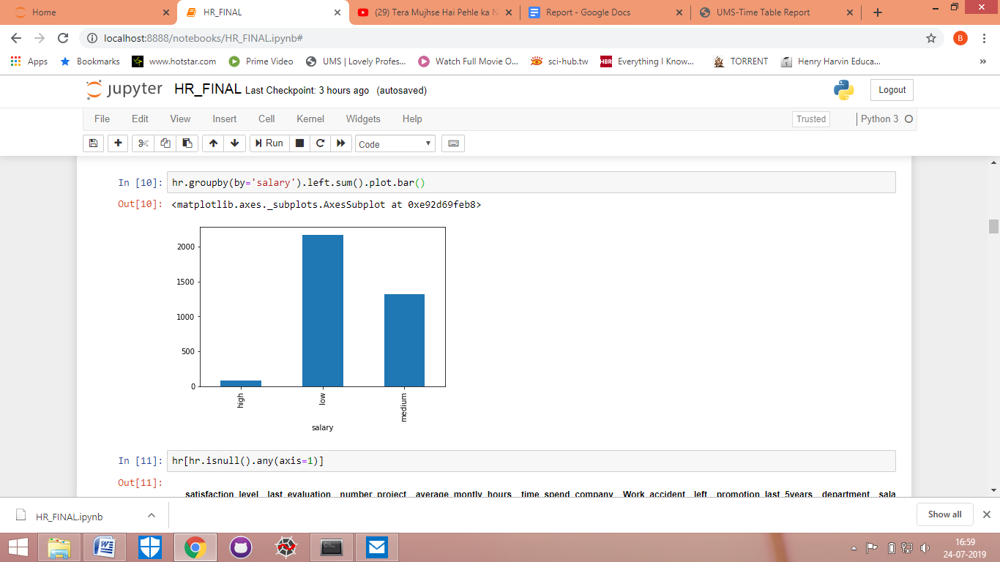 Home
HR_FINAL
(29) Tera Mujhse Hai Pehle ka N
Report - Google Docs
UMS-Time Table Report
localhost:8888/notebooks/HR_FINAL.ipynb#
B
Apps
Bookmarks
www.hotstar.com
Prime Video
UMS | Lovely Profes...
Watch Full Movie O...
sci-hub.tw
HBR
Everything I Know...
TORRENT
Henry Harvin Educa...
jupyter HR_FINAL Last Checkpoint: 3 hours ago (autosaved)
Logout
File Edit View Insert Cell Kernel Widgets Help
Trusted
Python 3
Run
Code
In [10]: hr.groupby(by='salary').left.sum().plot.bar()
Out[10]: <matplotlib.axes._subplots.AxesSubplot at 0xe92d69feb8>
2000
1500
1000
500
0
high
low
medium
salary
In [11]: hr[hr.isnull().any(axis=1)]
Out[11]:
satisfaction_level last_evaluation number_project average_montly_hours time_spend_company Work_accident left promotion_last_5years department sala
HR_FINAL.ipynb
Show all
16:59
24-07-2019